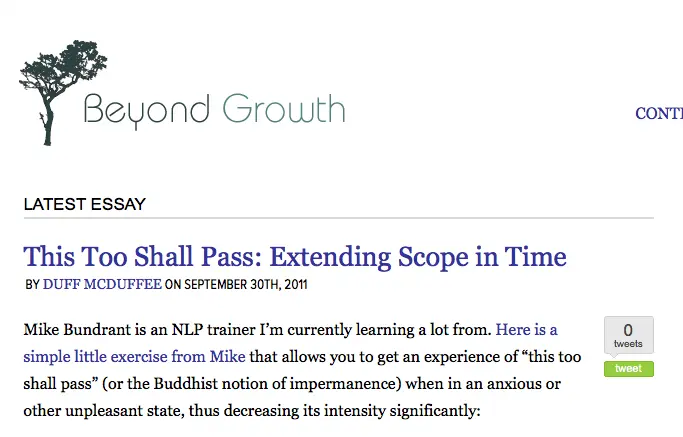 Beyond Growth
CONT
LATEST ESSAY
This Too Shall Pass: Extending Scope in Time
BY DUFF MCDUFFEE ON SEPTEMBER 30TH, 2011
Mike Bundrant is an NLP trainer I'm currently learning a lot from. Here is a
simple little exercise from Mike that allows you to get an experience of “this too
shall pass” (or the Buddhist notion of impermanence) when in an anxious or
other unpleasant state, thus decreasing its intensity significantly:
0
tweets
tweet